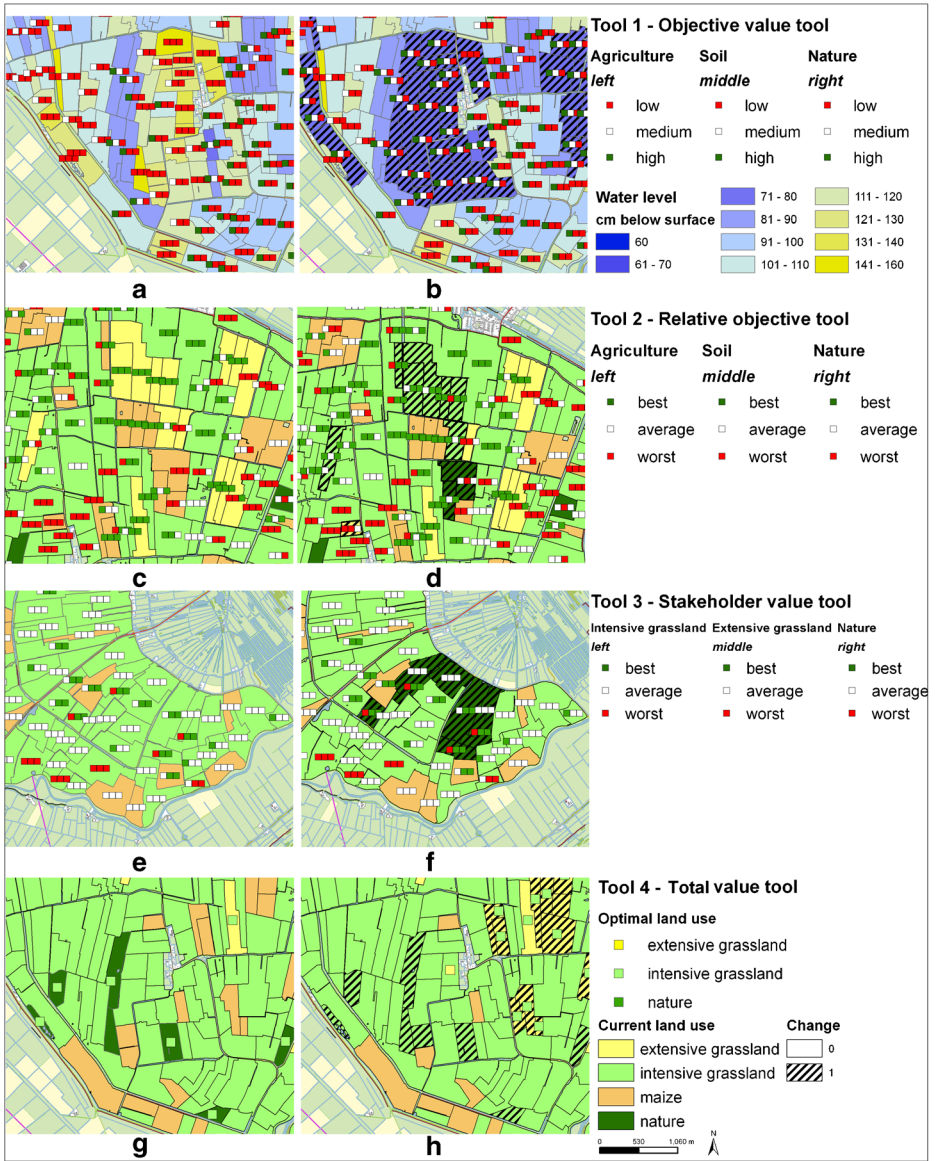 Tool 1 - Objective value tool
Agriculture Soil Nature
left middle right
low low low
medium medium medium
high high high
Water level
cm below surface
60
61 - 70
71 - 80
81 - 90
91 - 100
101 - 110
111 - 120
121 - 130
131 - 140
141 - 160
a b
Tool 2 - Relative objective tool
Agriculture Soil Nature
left middle right
best best best
average average average
worst worst worst
c d
Tool 3 - Stakeholder value tool
Intensive grassland Extensive grassland Nature
left middle right
best best best
average average average
worst worst worst
e f
Tool 4 - Total value tool
Optimal land use
extensive grassland
intensive grassland
nature
Current land use Change
extensive grassland 0
intensive grassland 1
maize
nature
0 530 1,060 m N
g h